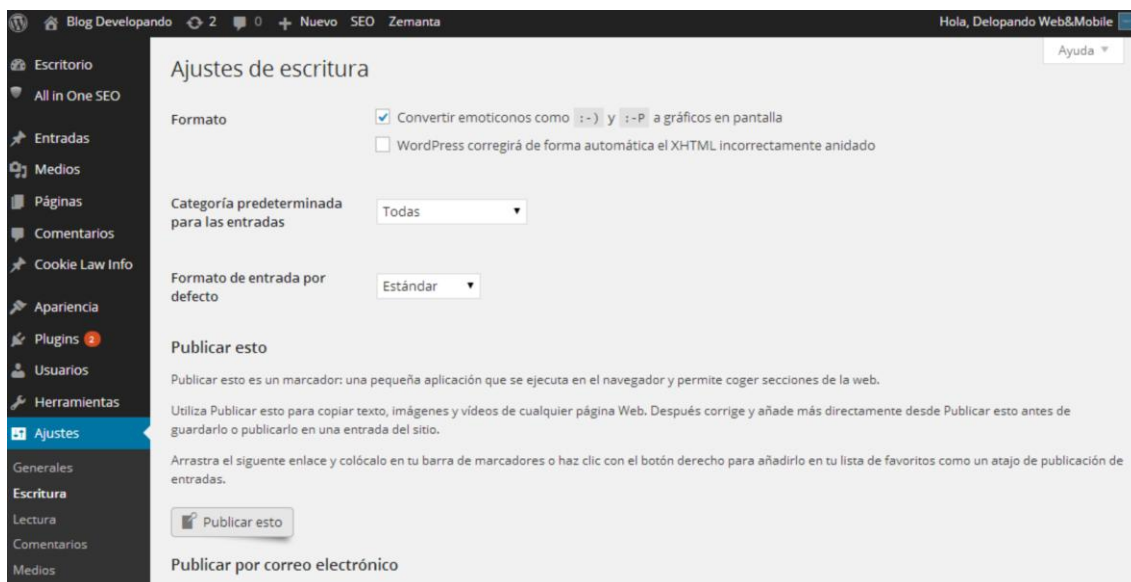 Blog Developando 2 0 + Nuevo SEO Zemanta Hola, Delopando Web&Mobile
Ayuda
Escritorio
All in One SEO
Entradas
Medios
Páginas
Comentarios
Cookie Law Info
Apariencia
Plugins 2
Usuarios
Herramientas
Ajustes
Generales
Escritura
Lectura
Comentarios
Medios
Ajustes de escritura
Formato
Convertir emoticonos como :-) y :-P a gráficos en pantalla
WordPress corregirá de forma automática el XHTML incorrectamente anidado
Categoría predeterminada
para las entradas
Todas
Formato de entrada por
defecto
Estándar
Publicar esto
Publicar esto es un marcador: una pequeña aplicación que se ejecuta en el navegador y permite coger secciones de la web.
Utiliza Publicar esto para copiar texto, imágenes y vídeos de cualquier página Web. Después corrige y añade más directamente desde Publicar esto antes de
guardarlo o publicarlo en una entrada del sitio.
Arrastra el siguente enlace y colócalo en tu barra de marcadores o haz clic con el botón derecho para añadirlo en tu lista de favoritos como un atajo de publicación de
entradas.
Publicar esto
Publicar por correo electrónico